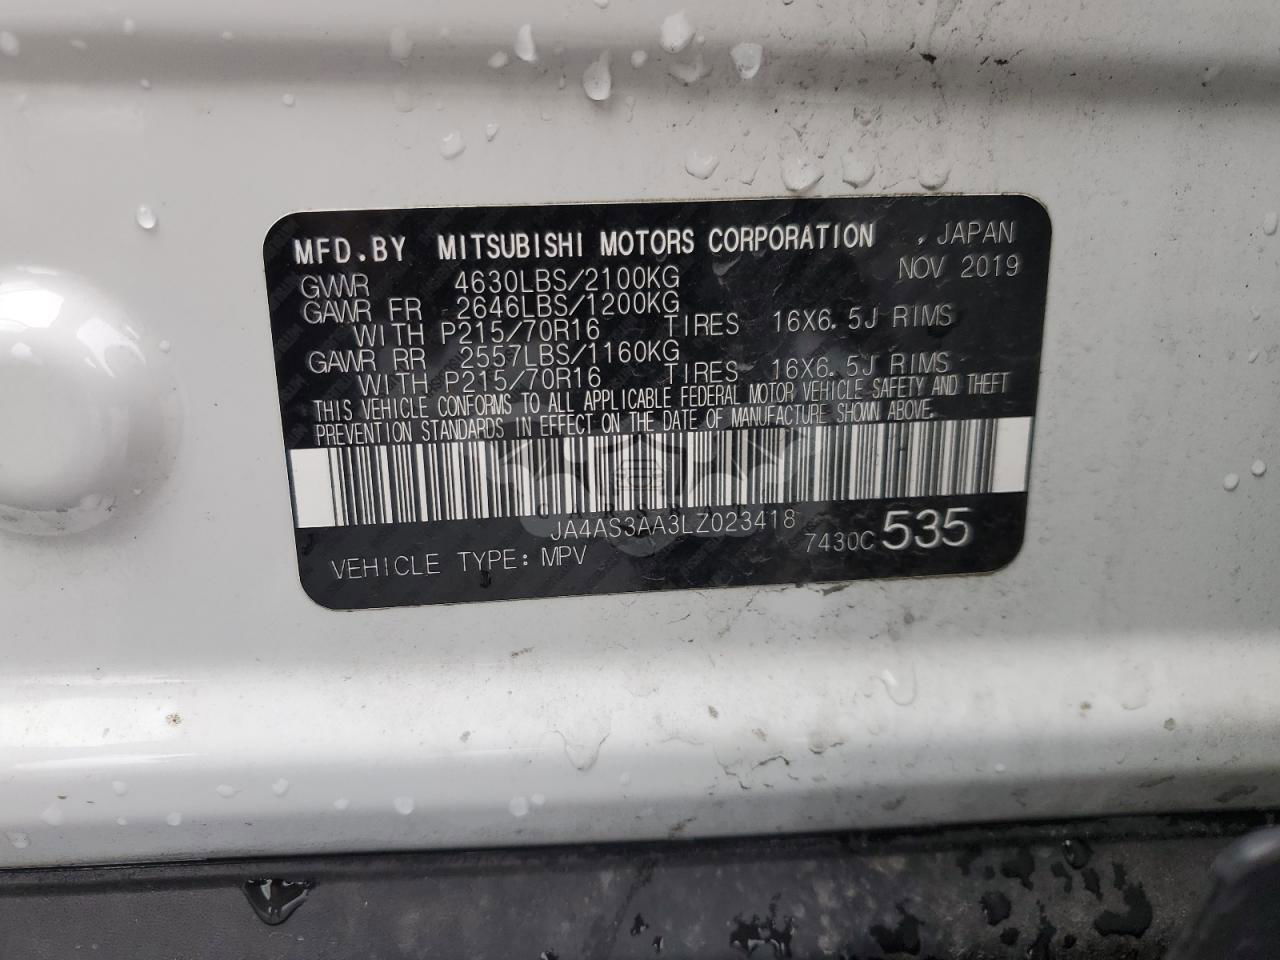 MFD.BY MITSUBISHI MOTORS CORPORATION , JAPAN
NOV 2019
GVWR 4630LBS/2100KG
GAWR FR 2646LBS/1200KG
WITH P215/70R16 TIRES 16X6.5J RIMS
GAWR RR 2557LBS/1160KG
WITH P215/70R16 TIRES 16X6.5J RIMS
THIS VEHICLE CONFORMS TO ALL APPLICABLE FEDERAL MOTOR VEHICLE SAFETY AND THEFT
PREVENTION STANDARDS IN EFFECT ON THE DATE OF MANUFACTURE SHOWN ABOVE.
JA4AS3AA3LZ023418
7430C 535
VEHICLE TYPE: MPV